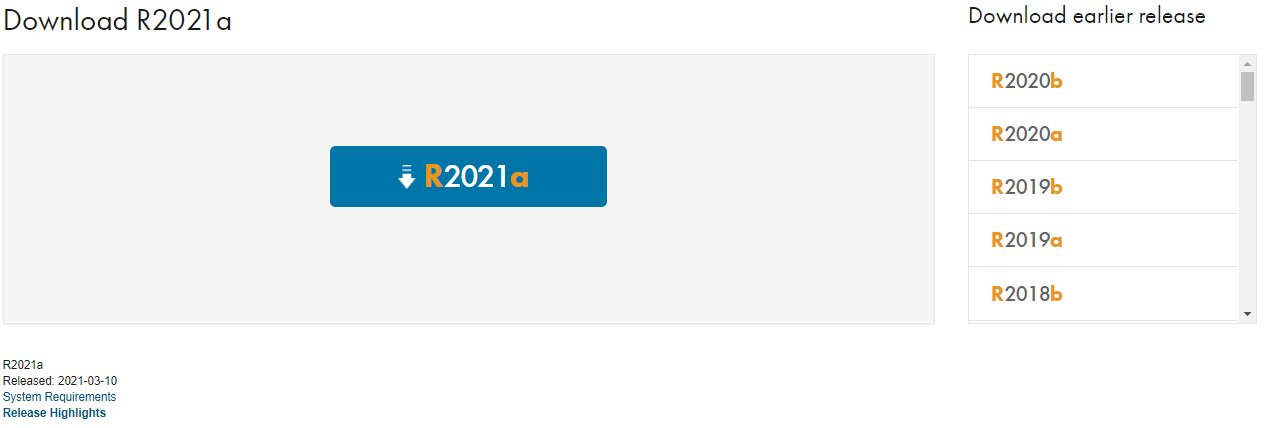 Download R2021a
R2021a
Download earlier release
R2020b
R2020a
R2019b
R2019a
R2018b
R2021a
Released: 2021-03-10
System Requirements
Release Highlights